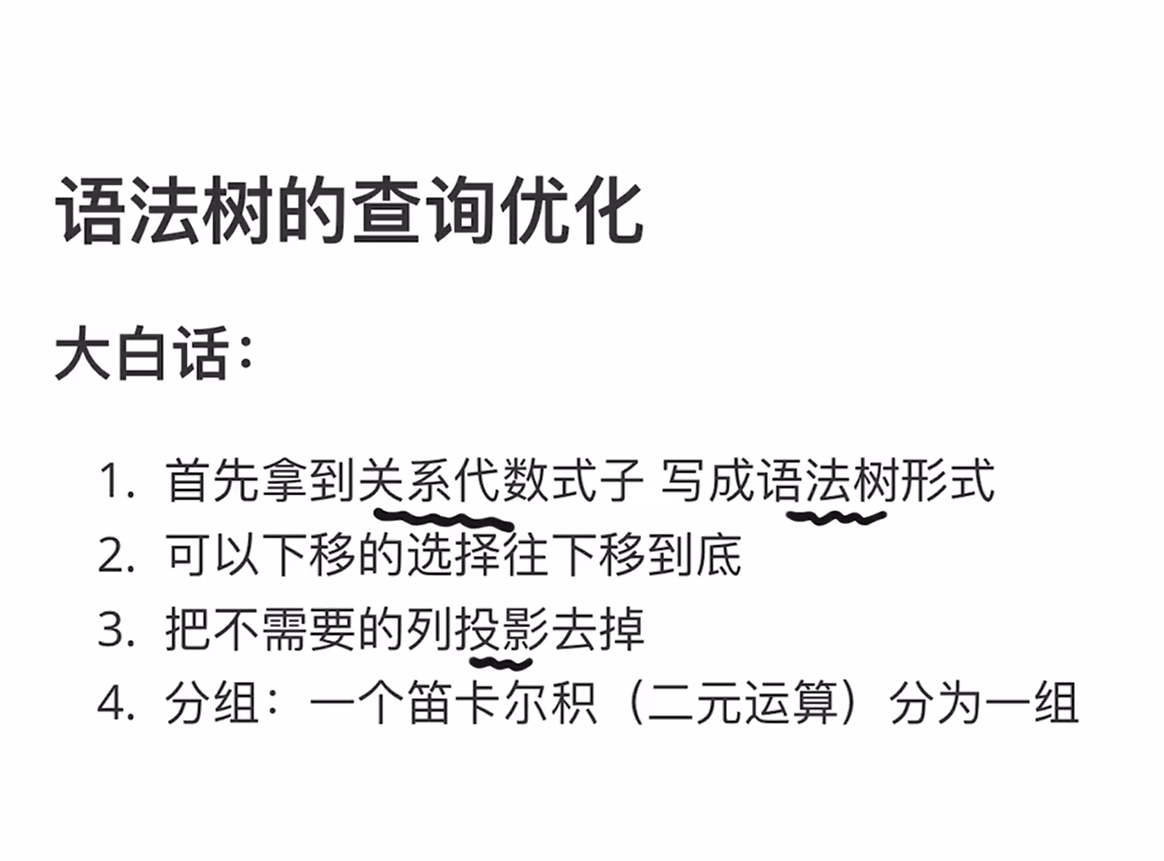 语法树的查询优化
大白话：
1. 首先拿到关系代数式子 写成语法树形式
2. 可以下移的选择往下移到底
3. 把不需要的列投影去掉
4. 分组：一个笛卡尔积（二元运算）分为一组